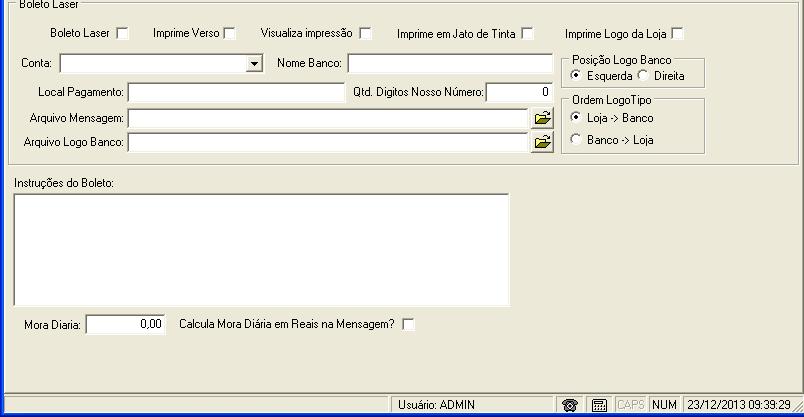 Boleto Laser
Boleto Laser Imprime Verso Visualiza impressão Imprime em Jato de Tinta Imprime Logo da Loja
Conta: Nome Banco: Posição Logo Banco
Esquerda Direita
Local Pagamento: Qtd. Digitos Nosso Número: 0
Ordem LogoTipo
Arquivo Mensagem: Loja -> Banco
Arquivo Logo Banco: Banco -> Loja
Instruções do Boleto:
Mora Diaria: 0,00 Calcula Mora Diária em Reais na Mensagem?
Usuário: ADMIN CAPS NUM 23/12/2013 09:39:29